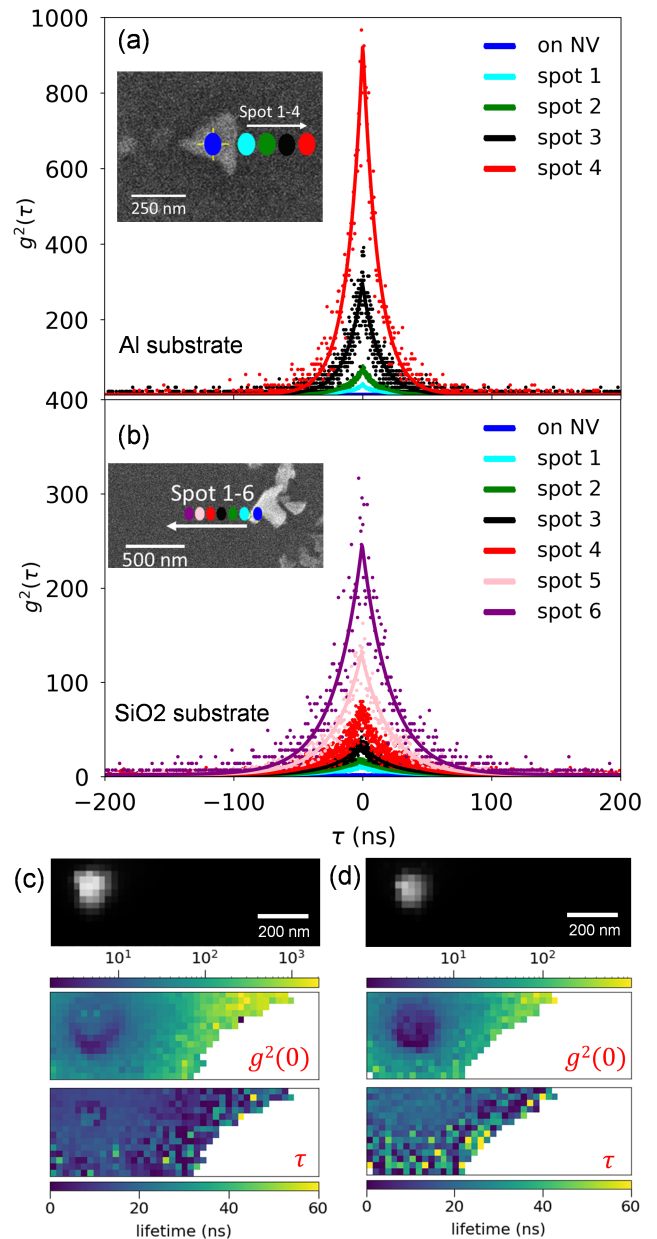 (a)
1000
800
600
400
200
g²(τ)
on NV
spot 1
spot 2
spot 3
spot 4
Spot 1-4
250 nm
Al substrate
(b)
400
300
200
100
0
g²(τ)
on NV
spot 1
spot 2
spot 3
spot 4
spot 5
spot 6
Spot 1-6
500 nm
SiO2 substrate
−200 −100 0 100 200
τ (ns)
(c)
200 nm
10¹ 10² 10³
g²(0)
τ
0 20 40 60
lifetime (ns)
(d)
200 nm
10¹ 10²
g²(0)
τ
0 20 40 60
lifetime (ns)